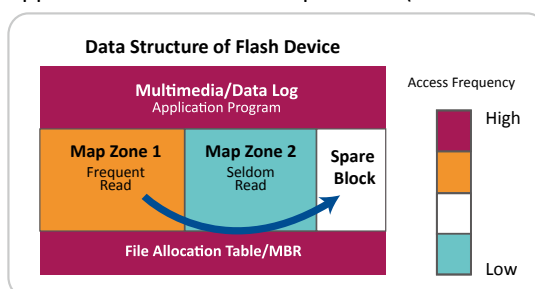 Data Structure of Flash Device
Multimedia/Data Log
Application Program
Map Zone 1
Frequent
Read
Map Zone 2
Seldom
Read
Spare
Block
File Allocation Table/MBR
Access Frequency
High
Low